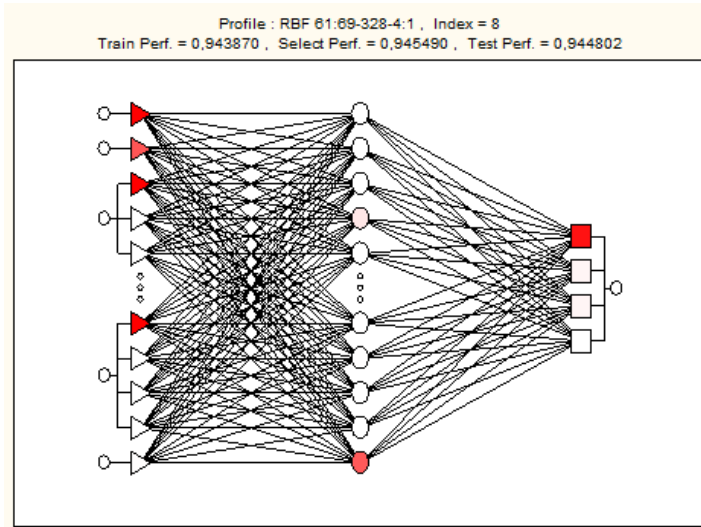 Profile : RBF 61:69-328-4:1 , Index = 8
Train Perf. = 0,943870 , Select Perf. = 0,945490 , Test Perf. = 0,944802